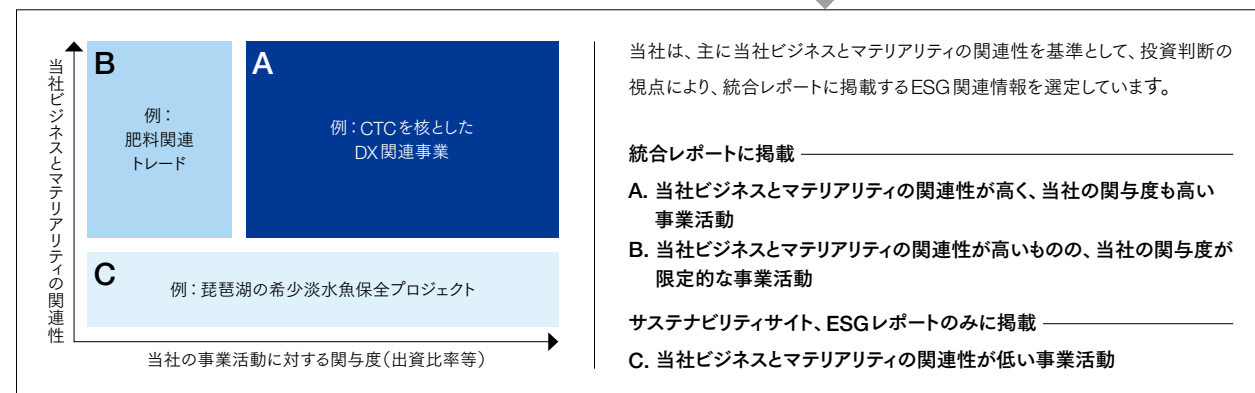 当社ビジネスとマテリアリティの関連性
B
例：
肥料関連
トレード
A
例：CTCを核とした
DX関連事業
C
例：琵琶湖の希少淡水魚保全プロジェクト
当社の事業活動に対する関与度（出資比率等）
当社は、主に当社ビジネスとマテリアリティの関連性を基準として、投資判断の
視点により、統合レポートに掲載するESG関連情報を選定しています。
統合レポートに掲載
A. 当社ビジネスとマテリアリティの関連性が高く、当社の関与度も高い
事業活動
B. 当社ビジネスとマテリアリティの関連性が高いものの、当社の関与度が
限定的な事業活動
サステナビリティサイト、ESGレポートのみに掲載
C. 当社ビジネスとマテリアリティの関連性が低い事業活動